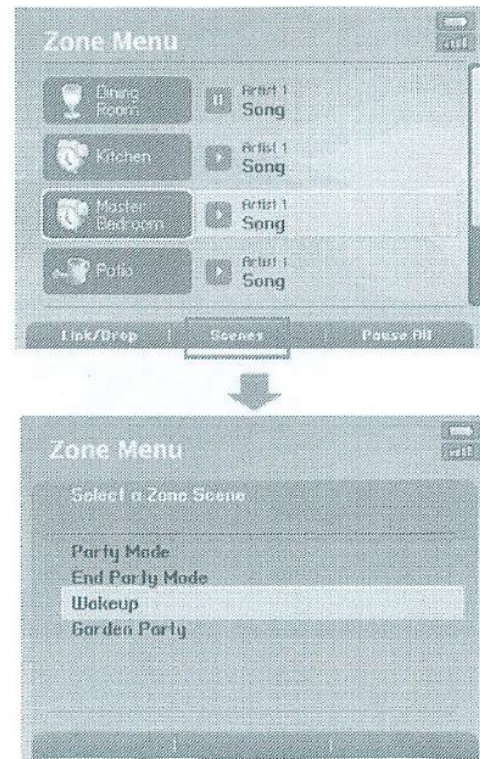 Zone Menu
Dining
Room
Artist 1
Song
Kitchen
Artist 1
Song
Master
Bedroom
Artist 1
Song
Patio
Artist 1
Song
Link/Drop
Scenes
Pause All
Zone Menu
Select a Zone Scene
Party Mode
End Party Mode
Wakeup
Garden Party